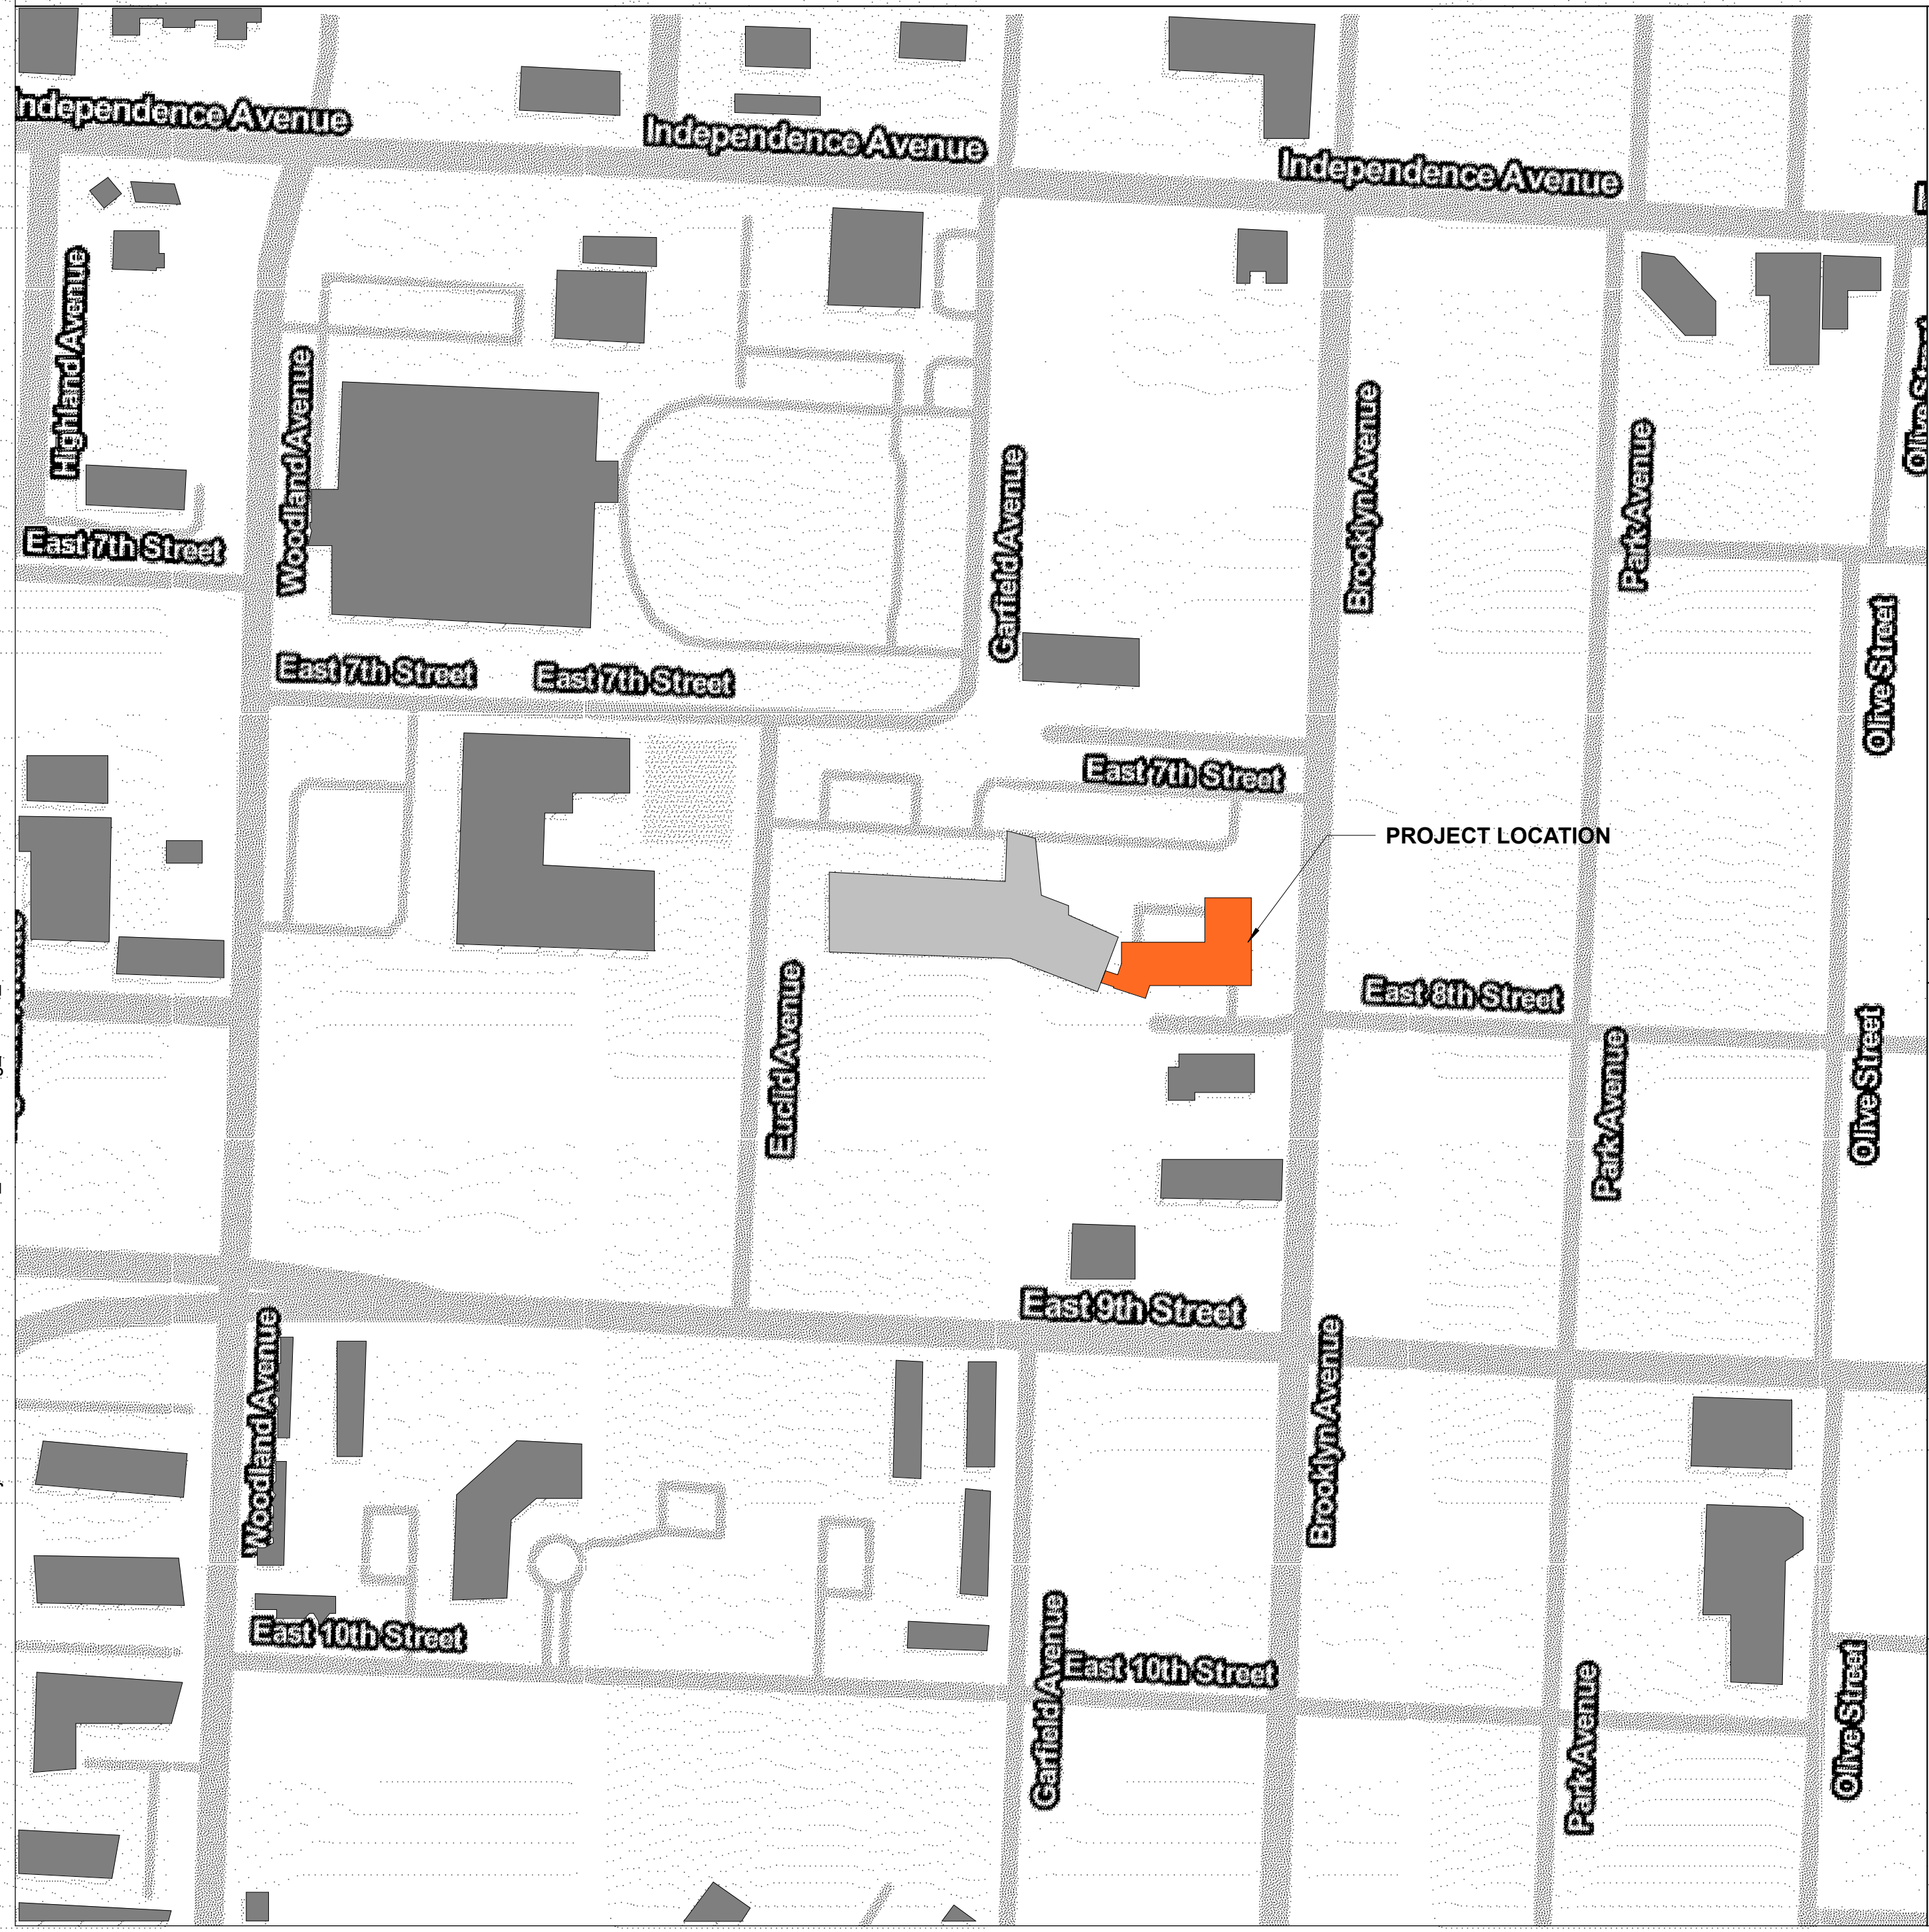 Independence Avenue
Independence Avenue
Independence Avenue
Highland Avenue
Woodland Avenue
Garfield Avenue
Brooklyn Avenue
Park Avenue
East 7th Street
East 7th Street
East 7th Street
Olive Street
East 7th Street
PROJECT LOCATION
East 8th Street
Euclid Avenue
Park Avenue
Olive Street
East 9th Street
Woodland Avenue
Brooklyn Avenue
East 10th Street
Garfield Avenue
East 10th Street
Park Avenue
Olive Street